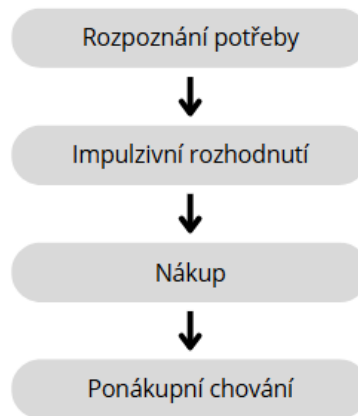 Rozpoznání potřeby
Impulzivní rozhodnutí
Nákup
Ponákupní chování